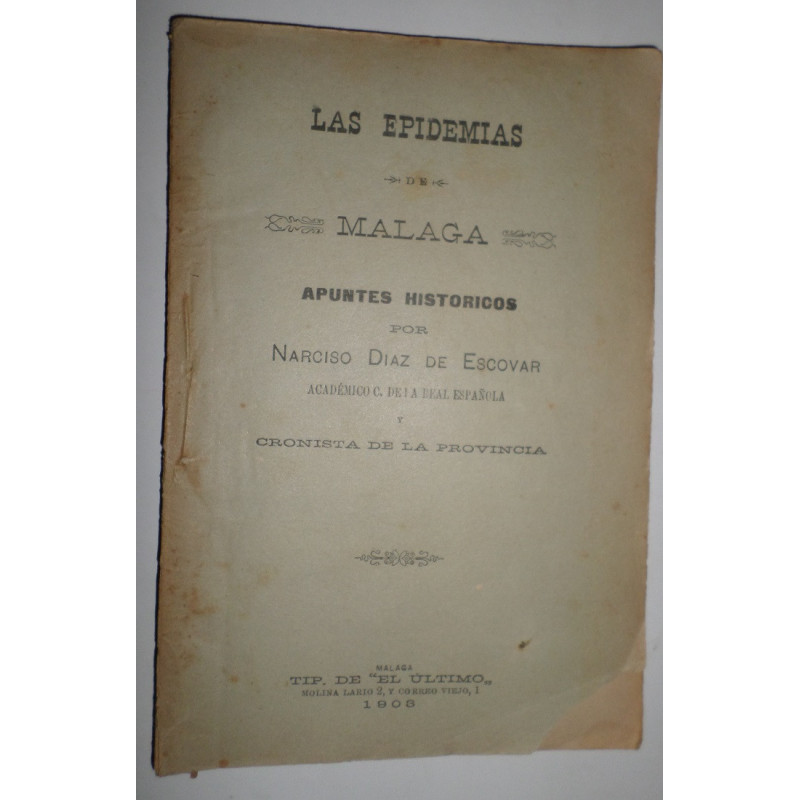 LAS EPIDEMIAS
DE
MALAGA
APUNTES HISTORICOS
POR
NARCISO DIAZ DE ESCOVAR
ACADÉMICO C. DE LA REAL ESPAÑOLA
Y
CRONISTA DE LA PROVINCIA
MALAGA
TIP. DE "EL ÚLTIMO„
MOLINA LARIO 2, Y CORREO VIEJO, 1
1903